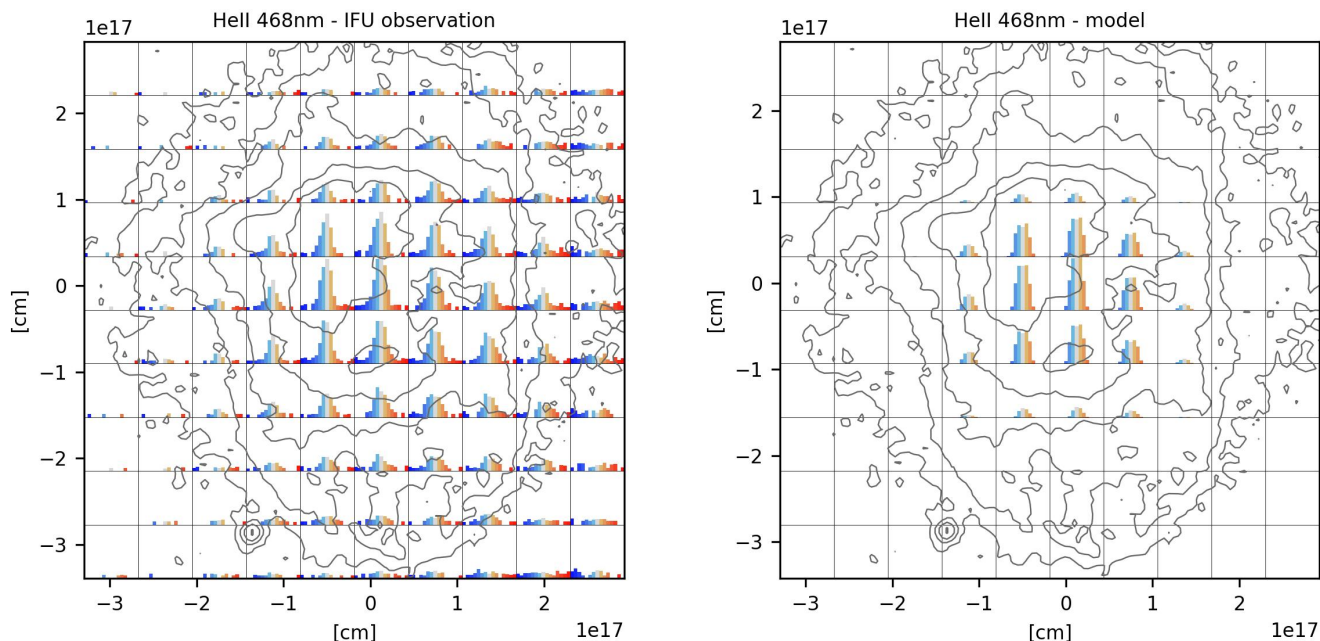 HeII 468nm - IFU observation
1e17
2
1
0
−1
−2
−3
[cm]
−3 −2 −1 0 1 2
[cm]
1e17
HeII 468nm - model
1e17
2
1
0
−1
−2
−3
[cm]
−3 −2 −1 0 1 2
[cm]
1e17